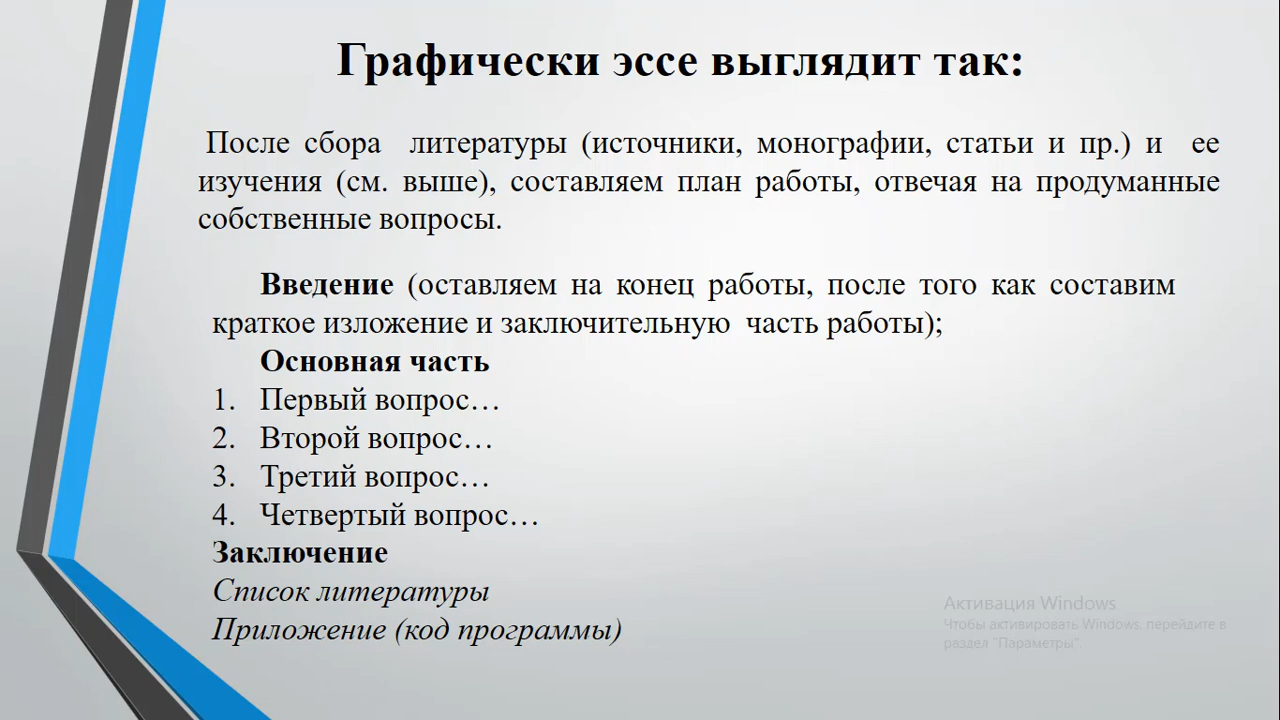 Графически эссе выглядит так:
После сбора литературы (источники, монографии, статьи и пр.) и ее
изучения (см. выше), составляем план работы, отвечая на продуманные
собственные вопросы.
Введение (оставляем на конец работы, после того как составим
краткое изложение и заключительную часть работы);
Основная часть
1. Первый вопрос…
2. Второй вопрос…
3. Третий вопрос…
4. Четвертый вопрос…
Заключение
Список литературы
Приложение (код программы)
Активация Windows
Чтобы активировать Windows, перейдите в
раздел "Параметры".